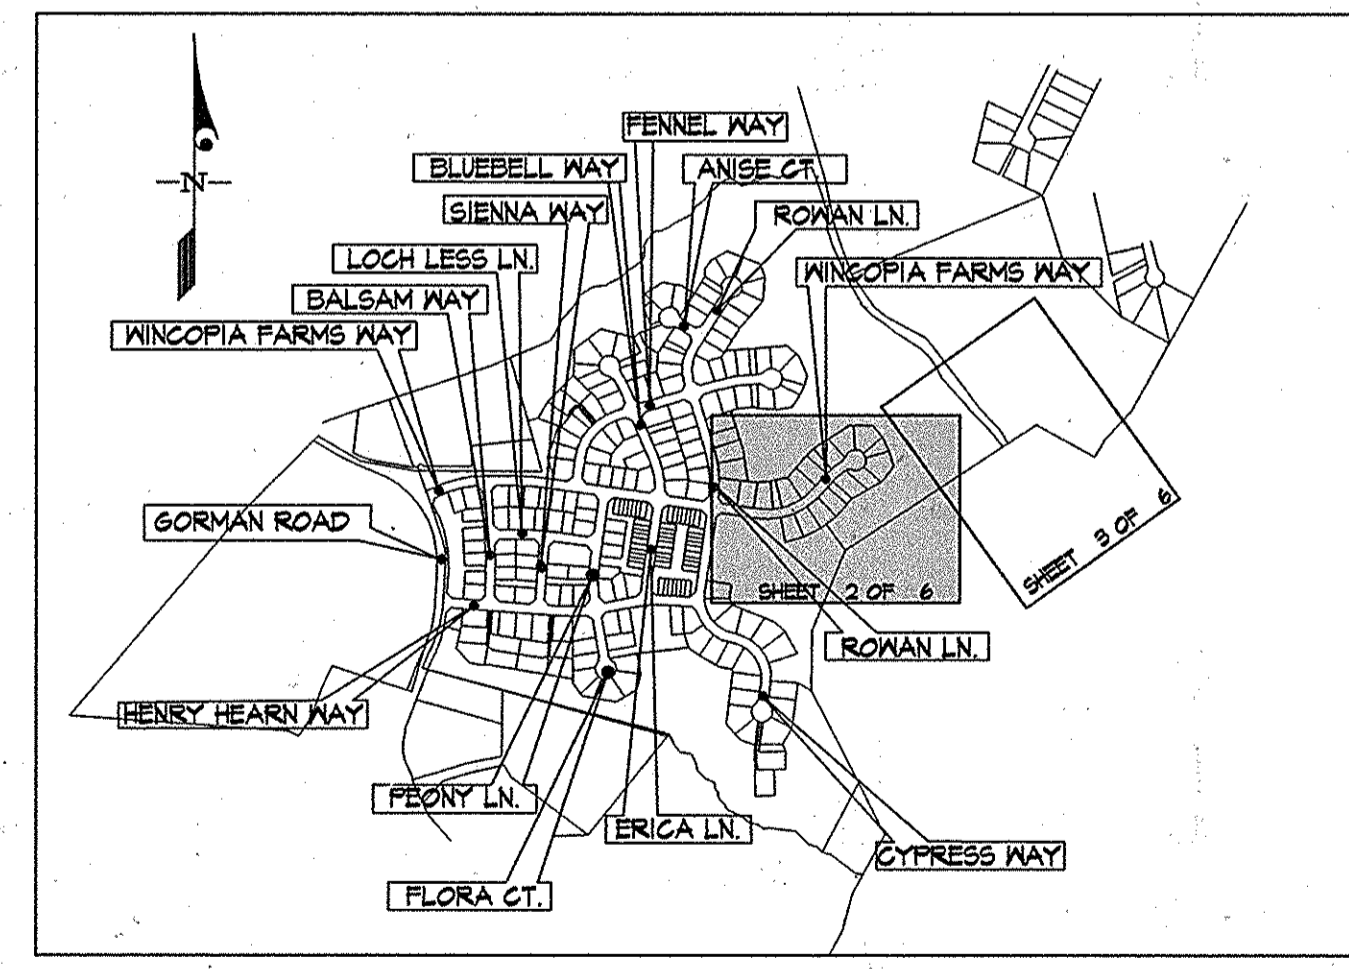 FENNEL WAY
BLUEBELL WAY
ANISE CT.
N
SIENNA WAY
ROWAN LN.
LOCH LESS LN.
WINCOPIA FARMS WAY
BALSAM WAY
WINCOPIA FARMS WAY
GORMAN ROAD
SHEET 3 OF 6
SHEET 2 OF 6
ROWAN LN.
HENRY HEARN WAY
PEONY LN.
ERICA LN.
CYPRESS WAY
FLORA CT.